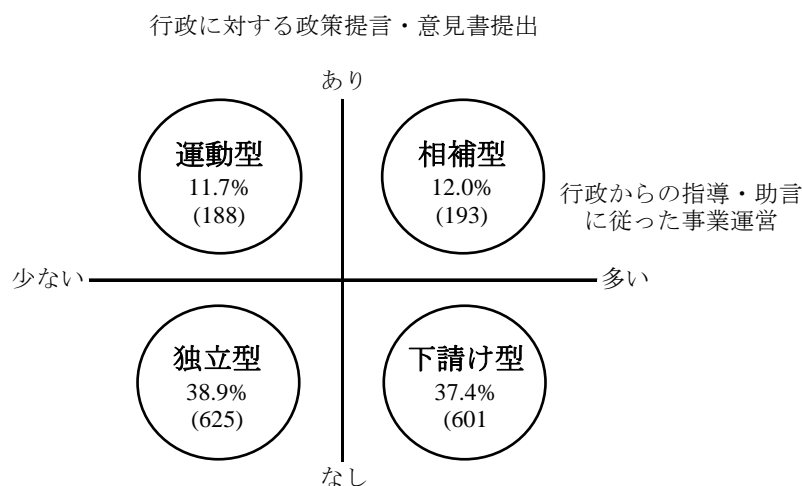 行政に対する政策提言・意見書提出
あり
運動型
11.7%
(188)
相補型
12.0%
(193)
行政からの指導・助言
に従った事業運営
少ない
多い
独立型
38.9%
(625)
下請け型
37.4%
(601
なし